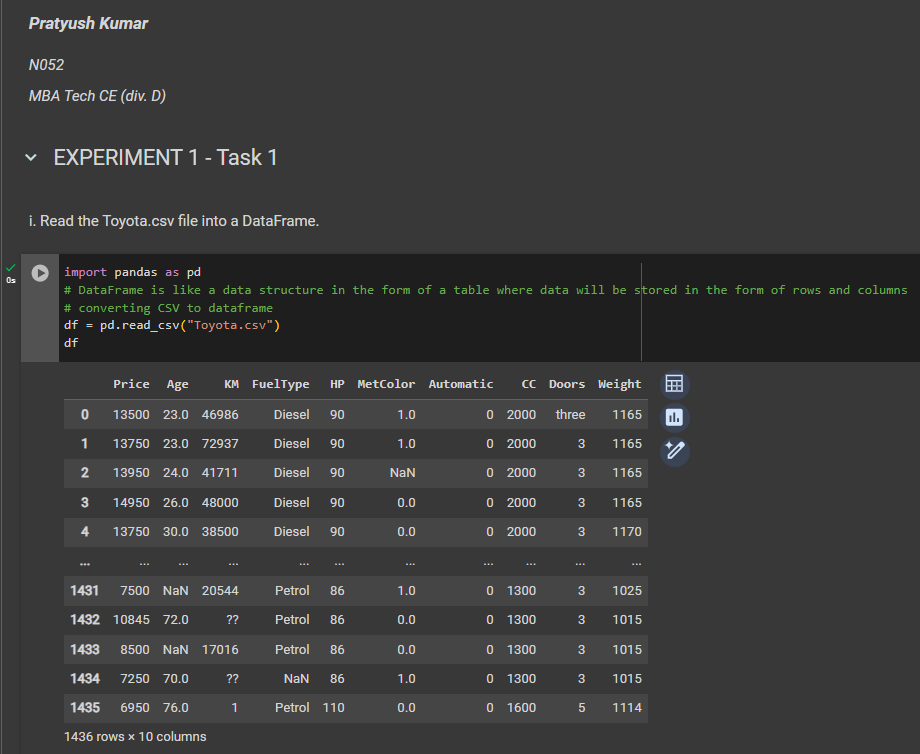 Pratyush Kumar
N052
MBA Tech CE (div. D)
EXPERIMENT 1 - Task 1
i. Read the Toyota.csv file into a DataFrame.
0s
import pandas as pd
# DataFrame is like a data structure in the form of a table where data will be stored in the form of rows and columns
# converting CSV to dataframe
df = pd.read_csv("Toyota.csv")
df
Price Age KM FuelType HP MetColor Automatic CC Doors Weight
0 13500 23.0 46986 Diesel 90 1.0 0 2000 three 1165
1 13750 23.0 72937 Diesel 90 1.0 0 2000 3 1165
2 13950 24.0 41711 Diesel 90 NaN 0 2000 3 1165
3 14950 26.0 48000 Diesel 90 0.0 0 2000 3 1165
4 13750 30.0 38500 Diesel 90 0.0 0 2000 3 1170
... ... ... ... ... ... ... ... ... ... ...
1431 7500 NaN 20544 Petrol 86 1.0 0 1300 3 1025
1432 10845 72.0 ?? Petrol 86 0.0 0 1300 3 1015
1433 8500 NaN 17016 Petrol 86 0.0 0 1300 3 1015
1434 7250 70.0 ?? NaN 86 1.0 0 1300 3 1015
1435 6950 76.0 1 Petrol 110 0.0 0 1600 5 1114
1436 rows × 10 columns